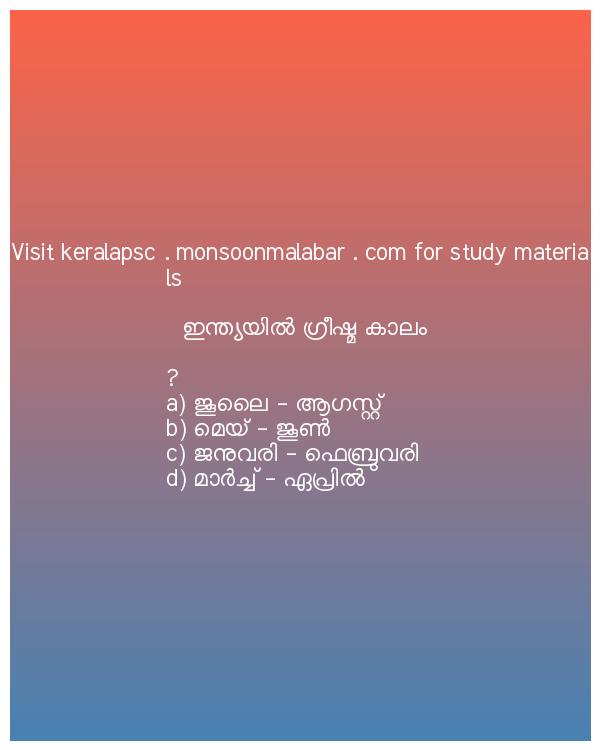 Visit keralapsc . monsoonmalabar . com for study materia
ls
ഇന്ത്യയിൽ ഗ്രീഷ്മ കാലം
?
a) ജൂലൈ - ആഗസ്റ്റ്
b) മെയ് - ജൂൺ
c) ജനുവരി - ഫെബ്രുവരി
d) മാർച്ച് - ഏപ്രിൽ